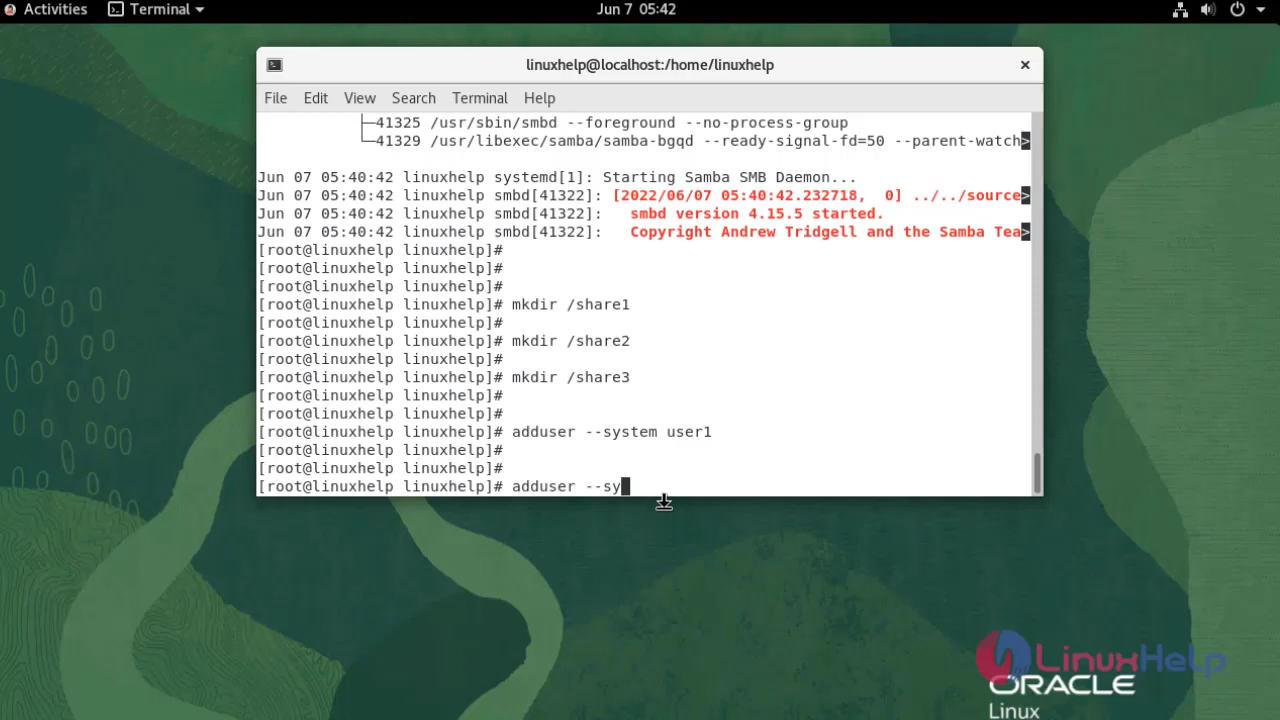 Activities Terminal Jun 7 05:42
linuxhelp@localhost:/home/linuxhelp
File Edit View Search Terminal Help
├─41325 /usr/sbin/smbd --foreground --no-process-group
└─41329 /usr/libexec/samba/samba-bgqd --ready-signal-fd=50 --parent-watch>
Jun 07 05:40:42 linuxhelp systemd[1]: Starting Samba SMB Daemon...
Jun 07 05:40:42 linuxhelp smbd[41322]: [2022/06/07 05:40:42.232718,  0] ../../source>
Jun 07 05:40:42 linuxhelp smbd[41322]:   smbd version 4.15.5 started.
Jun 07 05:40:42 linuxhelp smbd[41322]:   Copyright Andrew Tridgell and the Samba Tea>
[root@linuxhelp linuxhelp]#
[root@linuxhelp linuxhelp]#
[root@linuxhelp linuxhelp]#
[root@linuxhelp linuxhelp]# mkdir /share1
[root@linuxhelp linuxhelp]#
[root@linuxhelp linuxhelp]# mkdir /share2
[root@linuxhelp linuxhelp]#
[root@linuxhelp linuxhelp]# mkdir /share3
[root@linuxhelp linuxhelp]#
[root@linuxhelp linuxhelp]#
[root@linuxhelp linuxhelp]# adduser --system user1
[root@linuxhelp linuxhelp]#
[root@linuxhelp linuxhelp]#
[root@linuxhelp linuxhelp]# adduser --sy
LinuxHelp
ORACLE
Linux